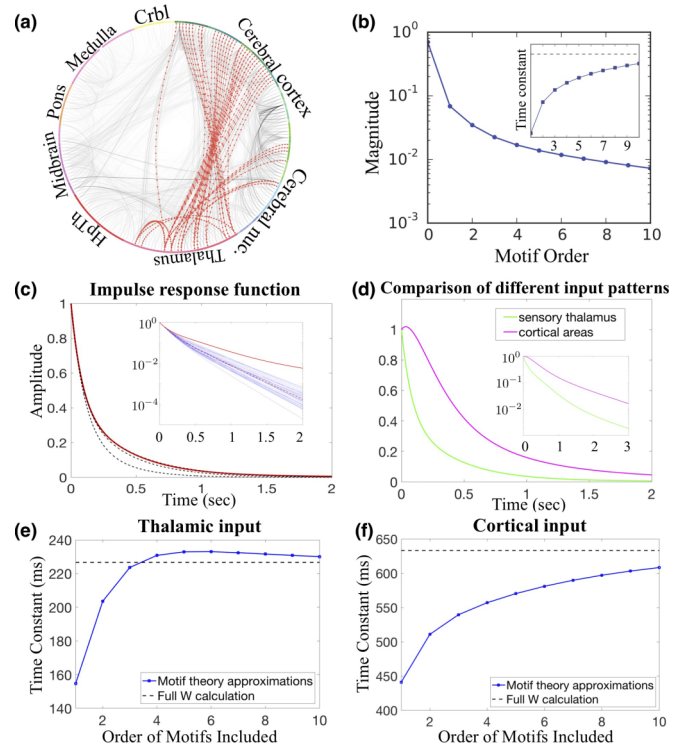 (a)
Crbl
Cerebral cortex
Medulla
Pons
Midbrain
HpTh
Thalamus
Cerebral nuc.
(b)
10^0
10^-1
10^-2
10^-3
Magnitude
0 2 4 6 8 10
Motif Order
Time constant
1 3 5 7 9
(c) Impulse response function
1
0.8
0.6
0.4
0.2
0
Amplitude
0 0.5 1 1.5 2
Time (sec)
10^0
10^-2
10^-4
0 0.5 1 1.5 2
(d) Comparison of different input patterns
sensory thalamus
cortical areas
1.2
1
0.8
0.6
0.4
0.2
0
0 0.5 1 1.5 2
Time (sec)
10^0
10^-1
10^-2
0 1 2 3
(e) Thalamic input
240
220
200
180
160
140
Time Constant (ms)
Motif theory approximations
Full W calculation
2 4 6 8 10
Order of Motifs Included
(f) Cortical input
650
600
550
500
450
400
Time Constant (ms)
Motif theory approximations
Full W calculation
2 4 6 8 10
Order of Motifs Included